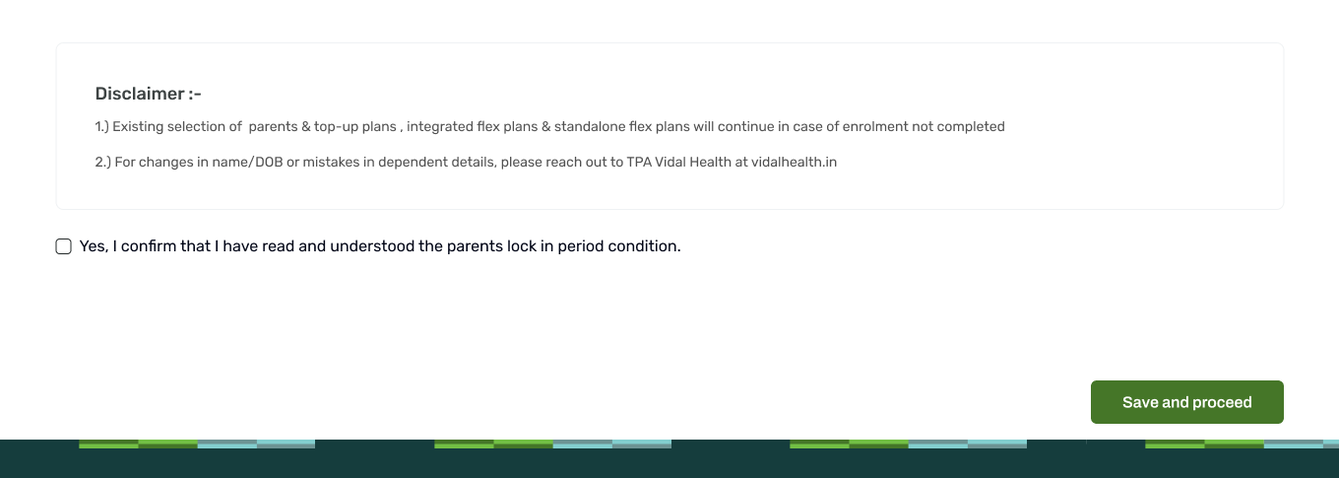 Disclaimer :-
1.) Existing selection of  parents & top-up plans , integrated flex plans & standalone flex plans will continue in case of enrolment not completed
2.) For changes in name/DOB or mistakes in dependent details, please reach out to TPA Vidal Health at vidalhealth.in
Yes, I confirm that I have read and understood the parents lock in period condition.
Save and proceed